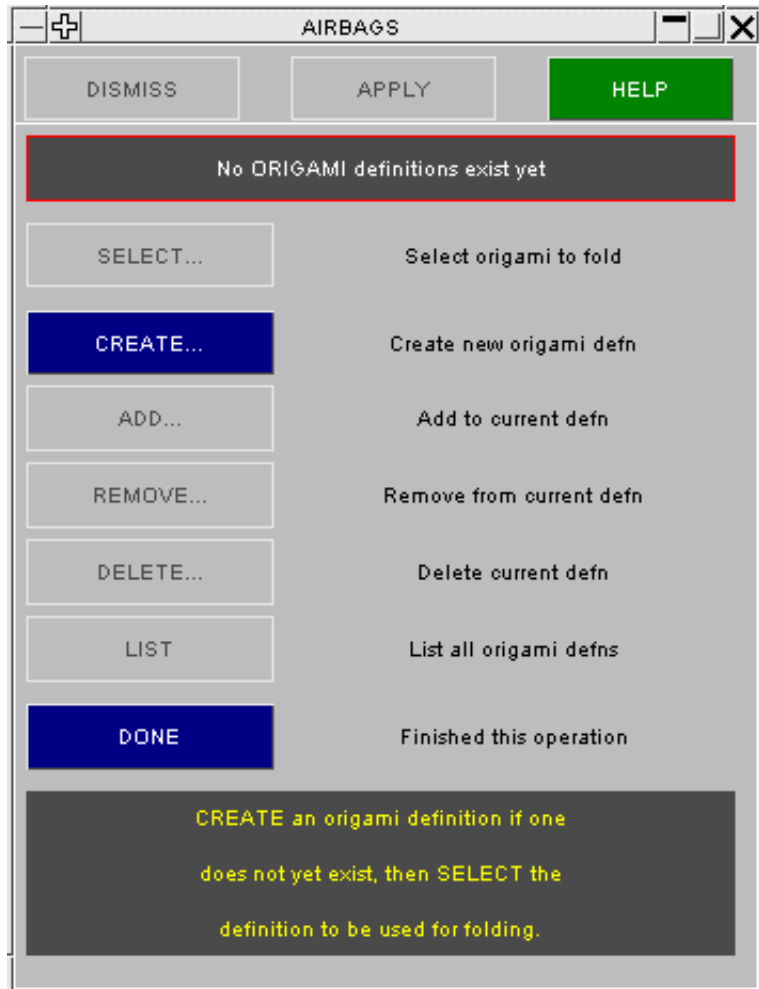 AIRBAGS
DISMISS APPLY HELP
No ORIGAMI definitions exist yet
SELECT... Select origami to fold
CREATE... Create new origami defn
ADD... Add to current defn
REMOVE... Remove from current defn
DELETE... Delete current defn
LIST List all origami defns
DONE Finished this operation
CREATE an origami definition if one
does not yet exist, then SELECT the
definition to be used for folding.